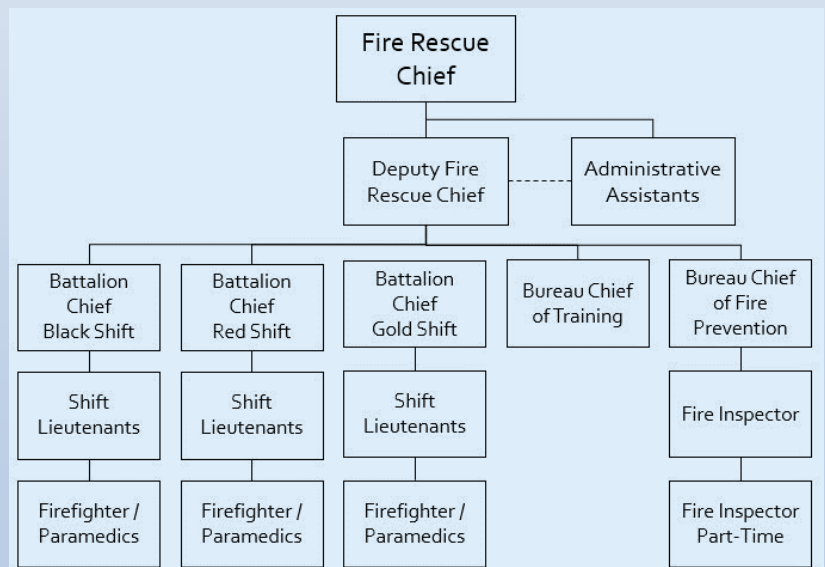 Fire Rescue
Chief
Deputy Fire
Rescue Chief
Administrative
Assistants
Battalion
Chief
Black Shift
Battalion
Chief
Red Shift
Battalion
Chief
Gold Shift
Bureau Chief
of Training
Bureau Chief
of Fire
Prevention
Shift
Lieutenants
Shift
Lieutenants
Shift
Lieutenants
Fire Inspector
Firefighter /
Paramedics
Firefighter /
Paramedics
Firefighter /
Paramedics
Fire Inspector
Part-Time